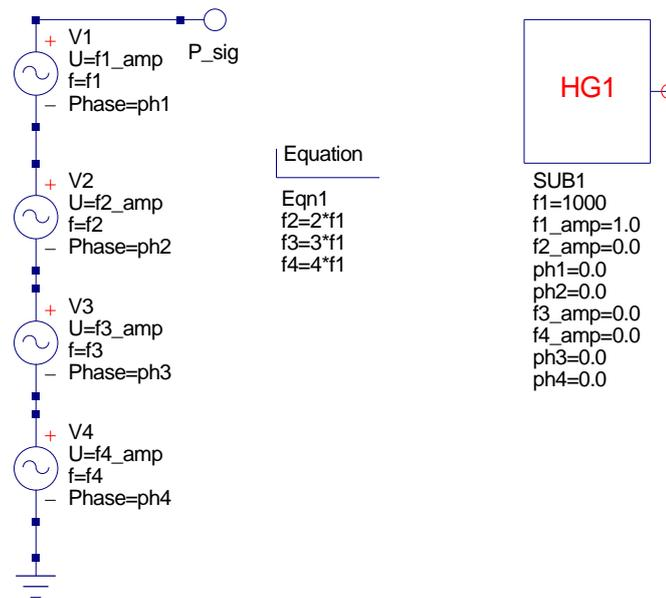 V1
U=f1_amp
f=f1
Phase=ph1
P_sig
V2
U=f2_amp
f=f2
Phase=ph2
V3
U=f3_amp
f=f3
Phase=ph3
V4
U=f4_amp
f=f4
Phase=ph4
Equation
Eqn1
f2=2*f1
f3=3*f1
f4=4*f1
HG1
SUB1
f1=1000
f1_amp=1.0
f2_amp=0.0
ph1=0.0
ph2=0.0
f3_amp=0.0
f4_amp=0.0
ph3=0.0
ph4=0.0